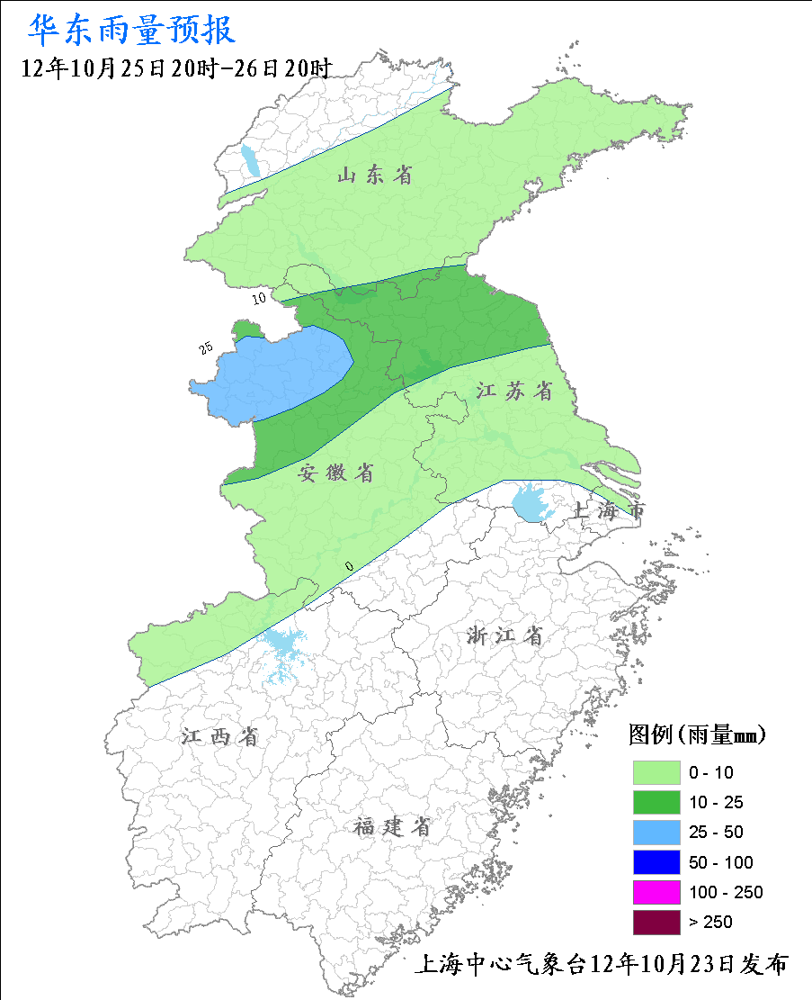 华东雨量预报
12年10月25日20时-26日20时
山东省
10
25
江苏省
安徽省
上海市
0
浙江省
江西省
福建省
图例(雨量mm)
0 - 10
10 - 25
25 - 50
50 - 100
100 - 250
> 250
上海中心气象台12年10月23日发布